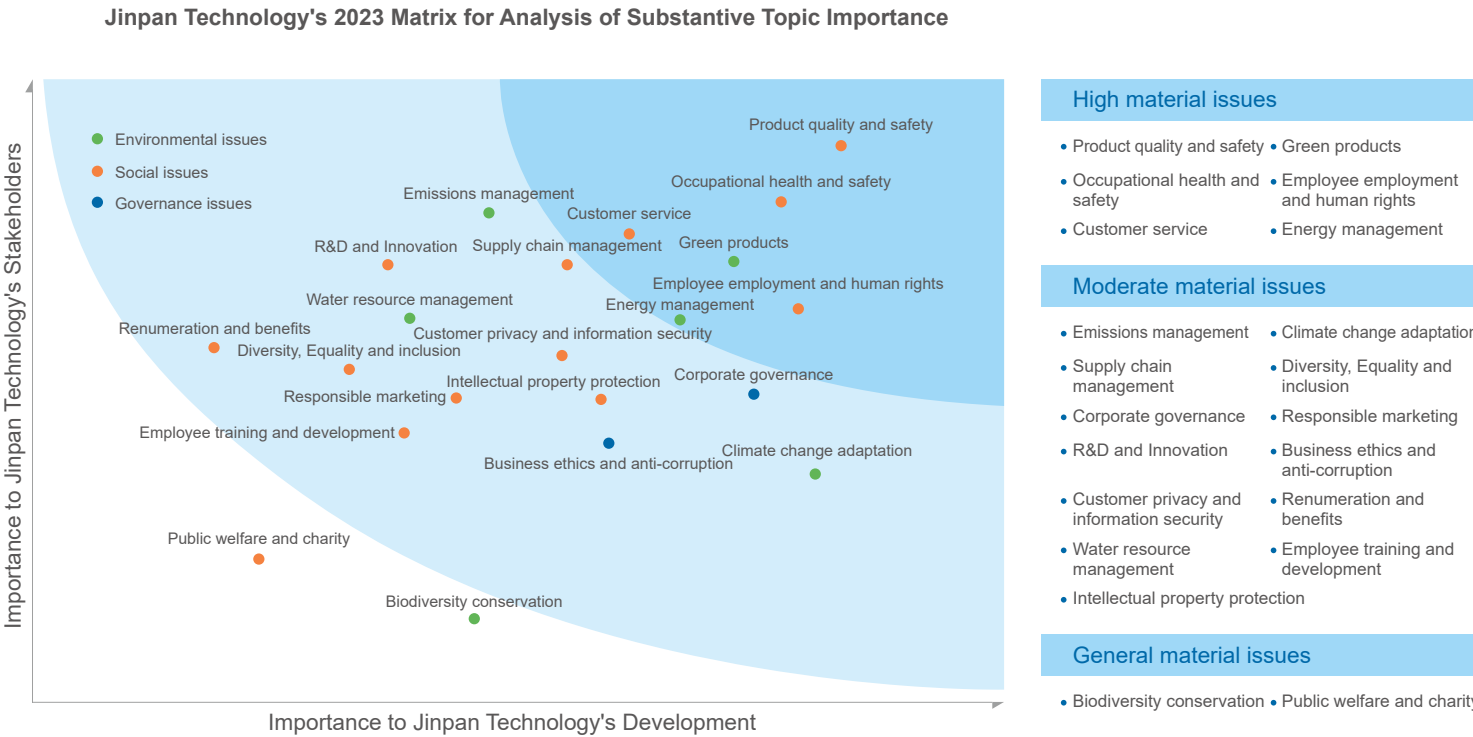 Jinpan Technology's 2023 Matrix for Analysis of Substantive Topic Importance
Importance to Jinpan Technology's Stakeholders
Environmental issues
Social issues
Governance issues
Product quality and safety
Occupational health and safety
Emissions management
Customer service
R&D and Innovation
Supply chain management
Green products
Employee employment and human rights
Water resource management
Energy management
Renumeration and benefits
Customer privacy and information security
Diversity, Equality and inclusion
Corporate governance
Intellectual property protection
Responsible marketing
Employee training and development
Climate change adaptation
Business ethics and anti-corruption
Public welfare and charity
Biodiversity conservation
Importance to Jinpan Technology's Development
High material issues
• Product quality and safety
• Green products
• Occupational health and
safety
• Employee employment
and human rights
• Customer service
• Energy management
Moderate material issues
• Emissions management
• Climate change adaptation
• Supply chain
management
• Diversity, Equality and
inclusion
• Corporate governance
• Responsible marketing
• R&D and Innovation
• Business ethics and
anti-corruption
• Customer privacy and
information security
• Renumeration and
benefits
• Water resource
management
• Employee training and
development
• Intellectual property protection
General material issues
• Biodiversity conservation
• Public welfare and charity